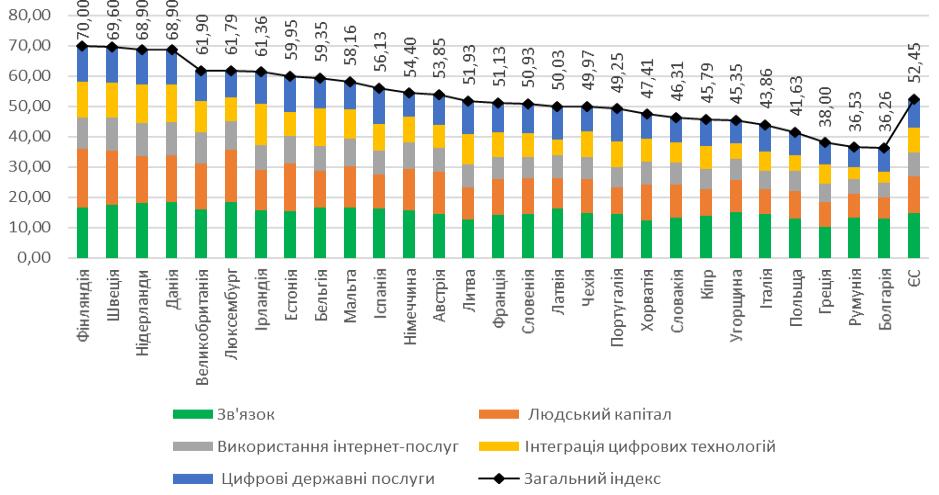 80,00
70,00
60,00
50,00
40,00
30,00
20,00
10,00
0,00
70,00
69,60
68,90
68,90
61,90
61,79
61,36
59,95
59,35
58,16
56,13
54,40
53,85
51,93
51,13
50,93
50,03
49,97
49,25
47,41
46,31
45,79
45,35
43,86
41,63
38,00
36,53
36,26
52,45
Фінляндія
Швеція
Нідерланди
Данія
Великобританія
Люксембург
Ірландія
Естонія
Бельгія
Мальта
Іспанія
Німеччина
Австрія
Литва
Франція
Словенія
Латвія
Чехія
Португалія
Хорватія
Словакія
Кіпр
Угорщина
Італія
Польща
Греція
Румунія
Болгарія
ЄС
Зв'язок
Людський капітал
Використання інтернет-послуг
Інтеграція цифрових технологій
Цифрові державні послуги
Загальний індекс